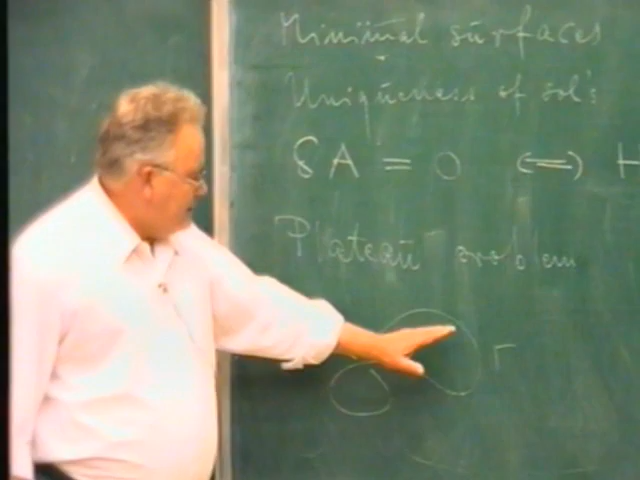 Minimal surfaces
Uniqueness of sol's
δA = 0 ⇔ H
Plateau problem
Γ